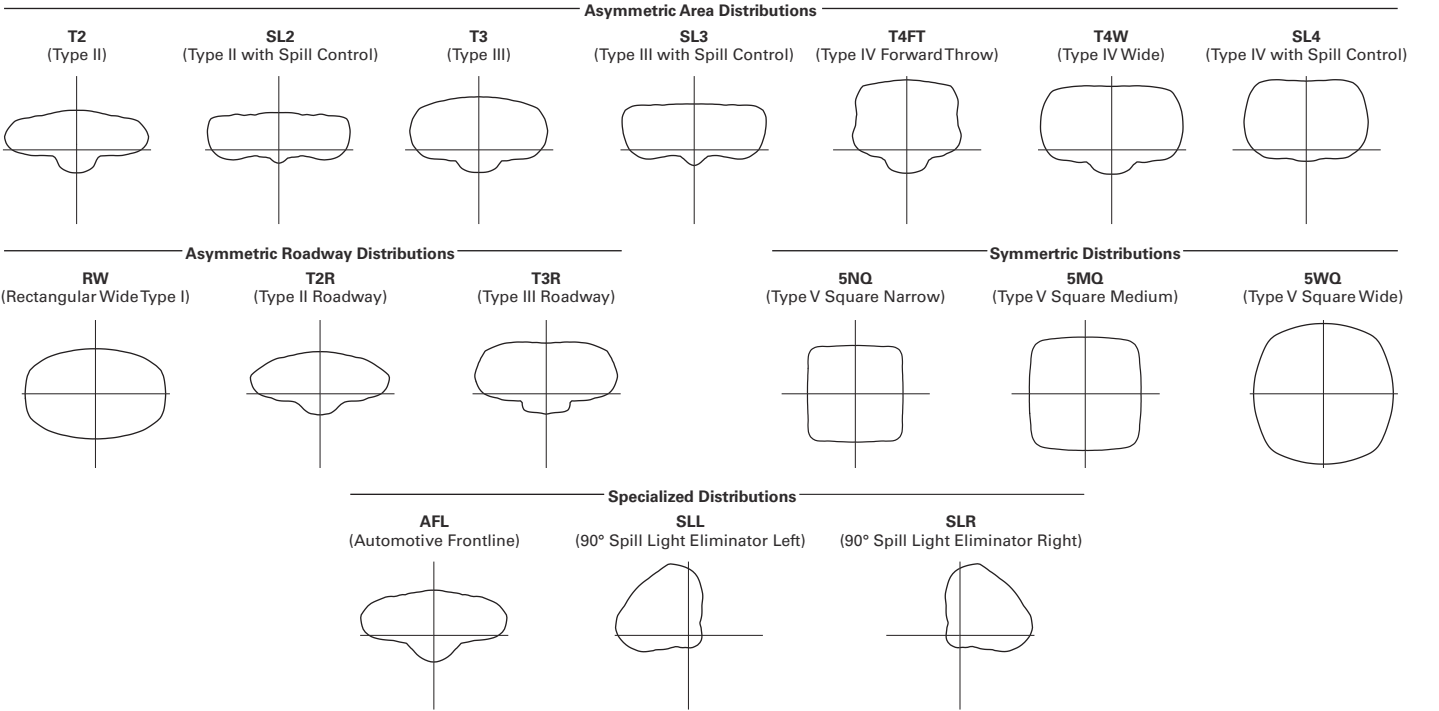 Asymmetric Area Distributions
T2
(Type II)
SL2
(Type II with Spill Control)
T3
(Type III)
SL3
(Type III with Spill Control)
T4FT
(Type IV Forward Throw)
T4W
(Type IV Wide)
SL4
(Type IV with Spill Control)
Asymmetric Roadway Distributions
RW
(Rectangular Wide Type I)
T2R
(Type II Roadway)
T3R
(Type III Roadway)
Symmertric Distributions
5NQ
(Type V Square Narrow)
5MQ
(Type V Square Medium)
5WQ
(Type V Square Wide)
Specialized Distributions
AFL
(Automotive Frontline)
SLL
(90° Spill Light Eliminator Left)
SLR
(90° Spill Light Eliminator Right)